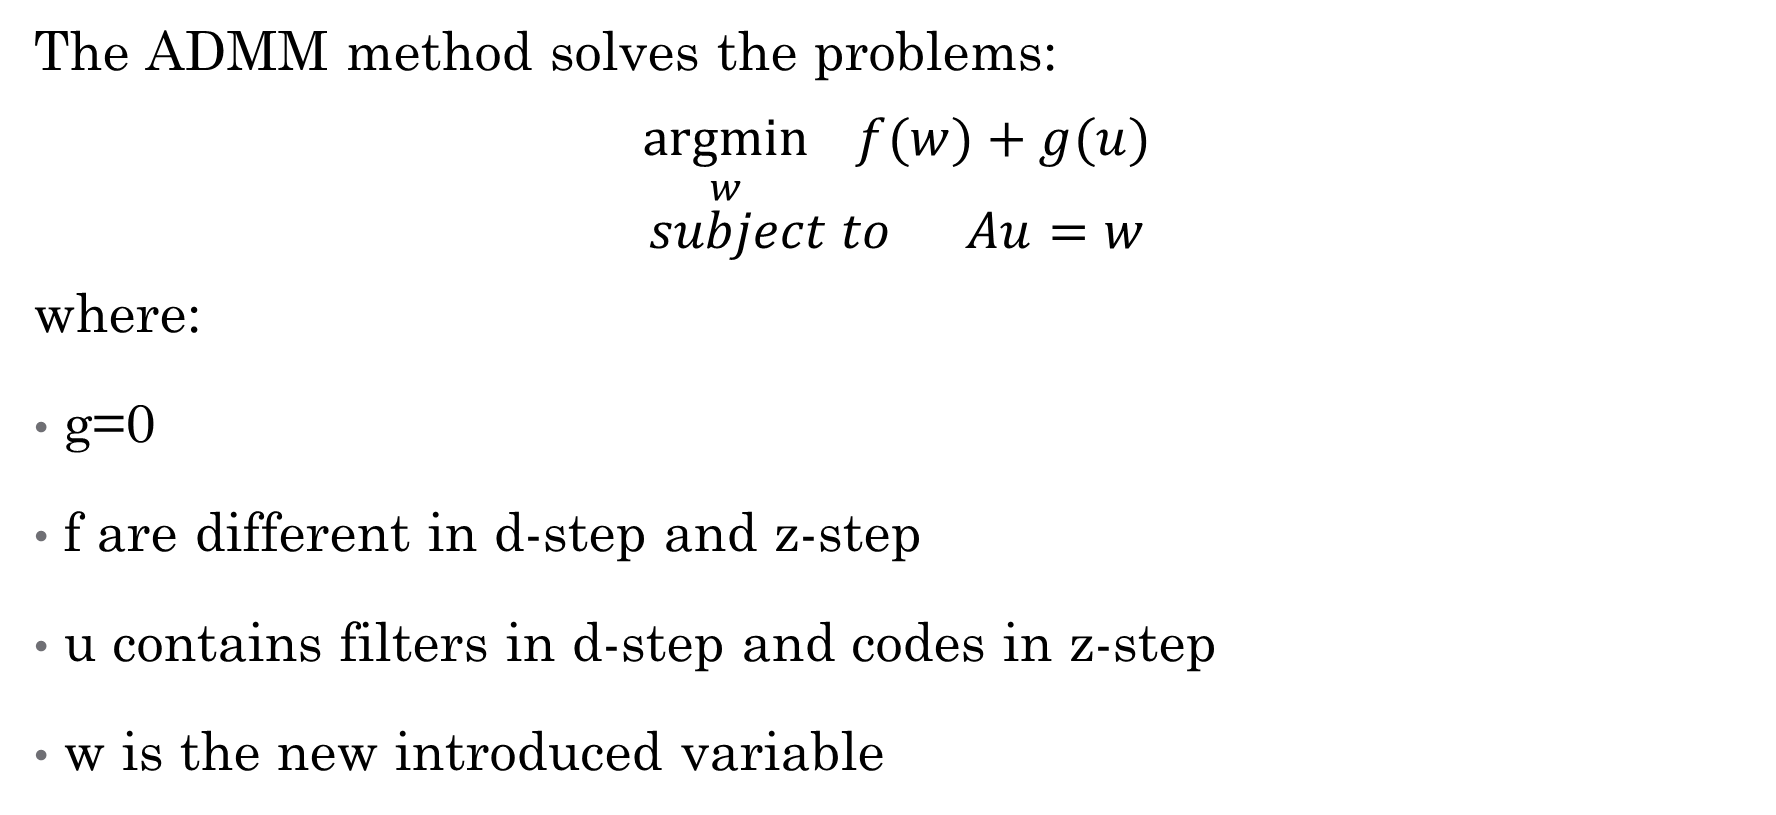 The ADMM method solves the problems:
argmin f(w) + g(u)
w
subject to Au = w
where:
• g=0
• f are different in d-step and z-step
• u contains filters in d-step and codes in z-step
• w is the new introduced variable